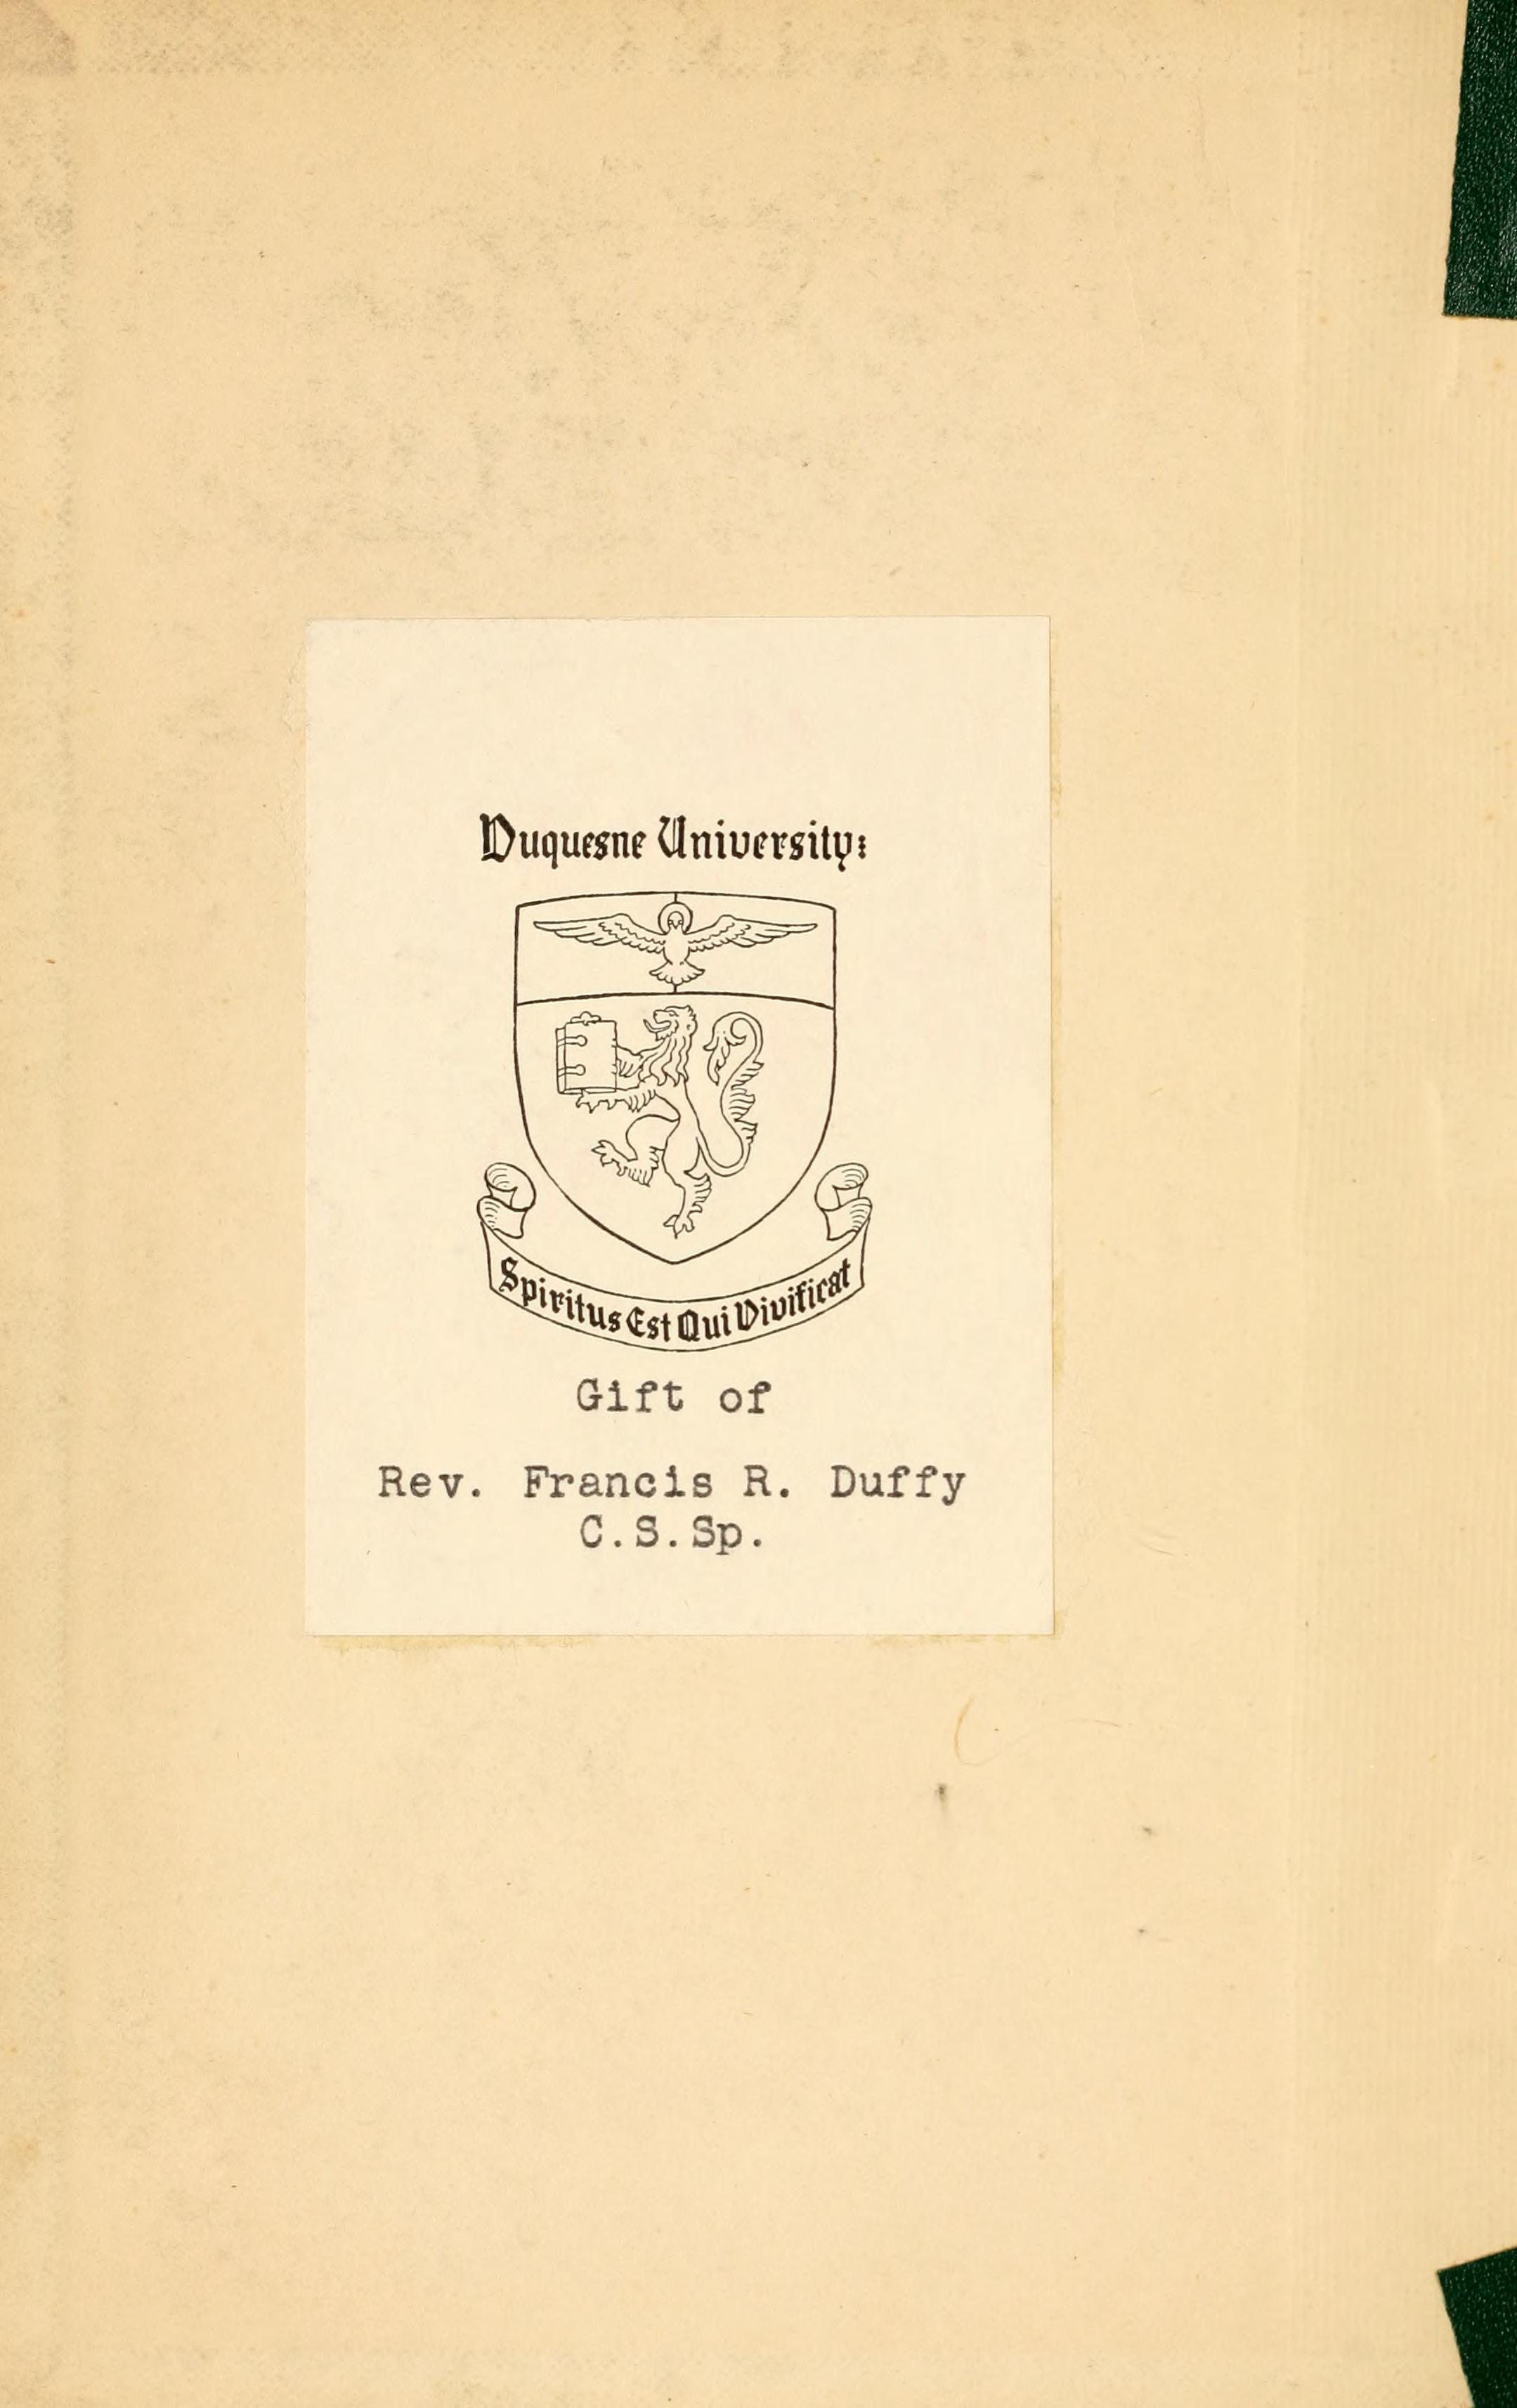 Duquesne University:
Spiritus Est Qui Vivificat
Gift of
Rev. Francis R. Duffy
C.S.Sp.